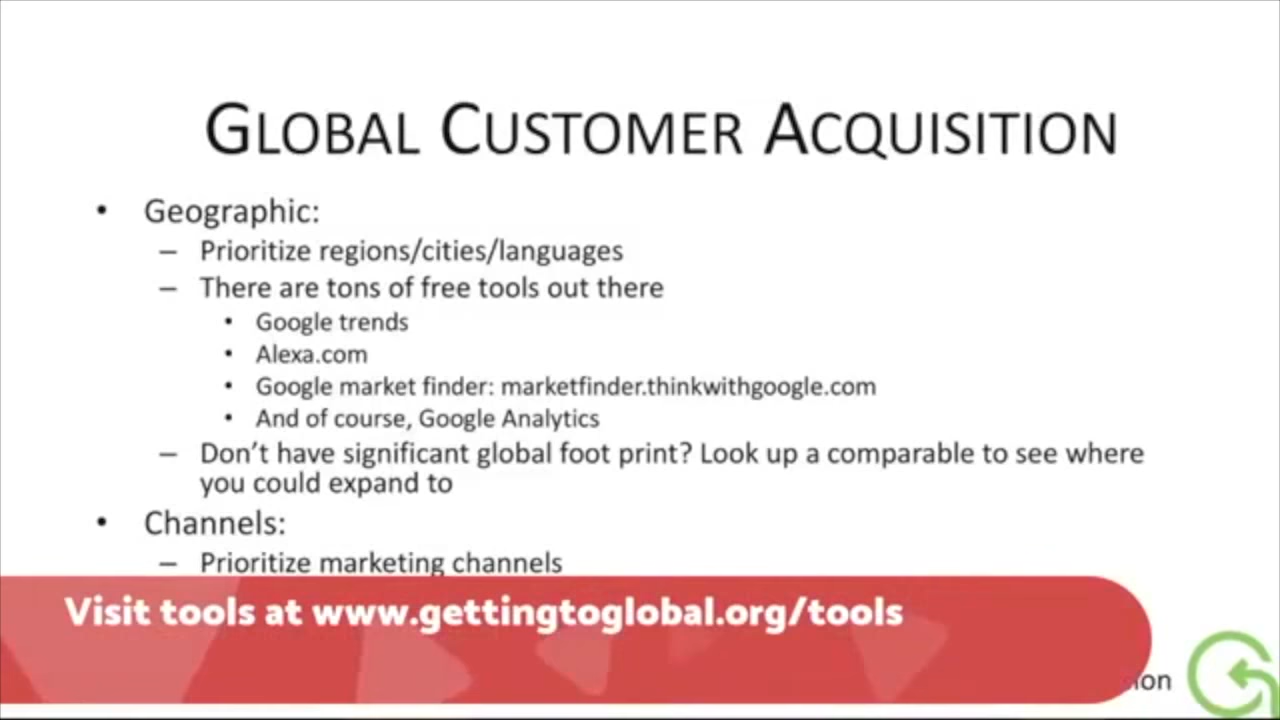 GLOBAL CUSTOMER ACQUISITION
• Geographic:
– Prioritize regions/cities/languages
– There are tons of free tools out there
• Google trends
• Alexa.com
• Google market finder: marketfinder.thinkwithgoogle.com
• And of course, Google Analytics
– Don't have significant global foot print? Look up a comparable to see where
you could expand to
• Channels:
– Prioritize marketing channels
Visit tools at www.gettingtoglobal.org/tools